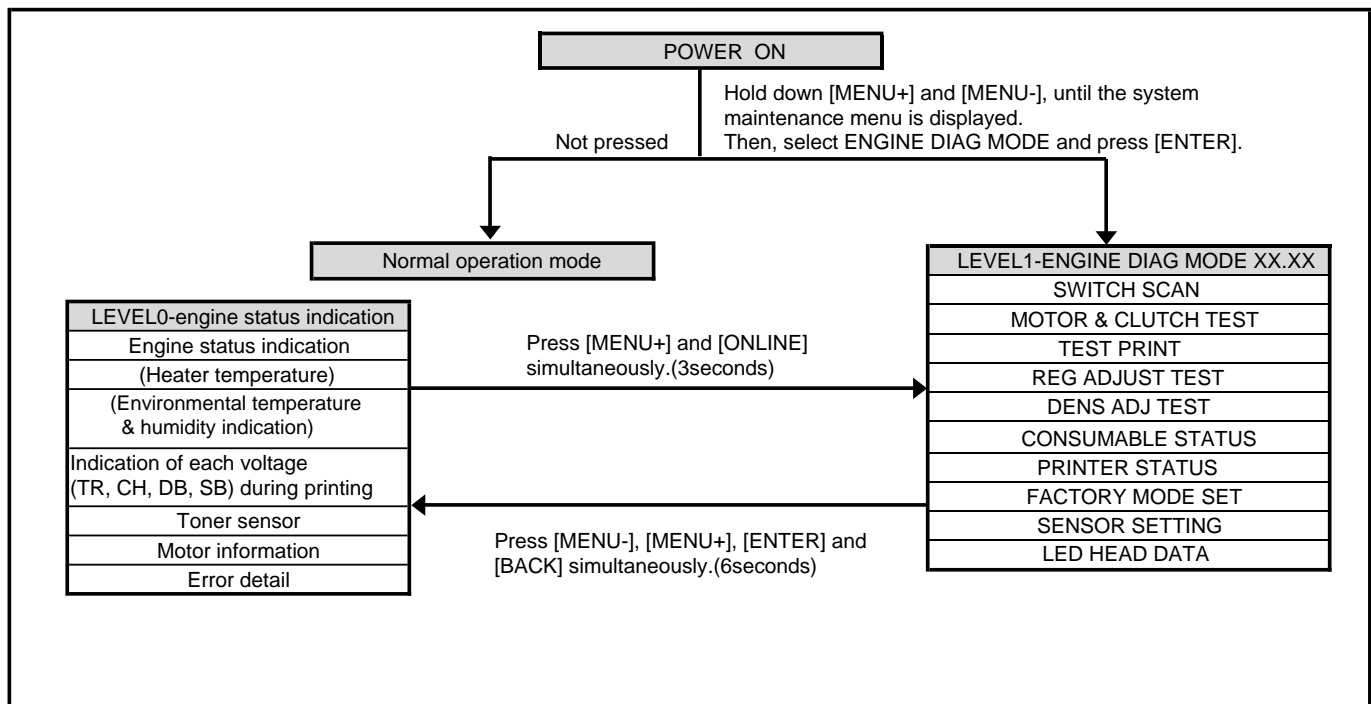 POWER ON
Hold down [MENU+] and [MENU-], until the system
maintenance menu is displayed.
Then, select ENGINE DIAG MODE and press [ENTER].
Not pressed
Normal operation mode
LEVEL0-engine status indication
Engine status indication
(Heater temperature)
(Environmental temperature
& humidity indication)
Indication of each voltage
(TR, CH, DB, SB) during printing
Toner sensor
Motor information
Error detail
Press [MENU+] and [ONLINE]
simultaneously.(3seconds)
Press [MENU-], [MENU+], [ENTER] and
[BACK] simultaneously.(6seconds)
LEVEL1-ENGINE DIAG MODE XX.XX
SWITCH SCAN
MOTOR & CLUTCH TEST
TEST PRINT
REG ADJUST TEST
DENS ADJ TEST
CONSUMABLE STATUS
PRINTER STATUS
FACTORY MODE SET
SENSOR SETTING
LED HEAD DATA